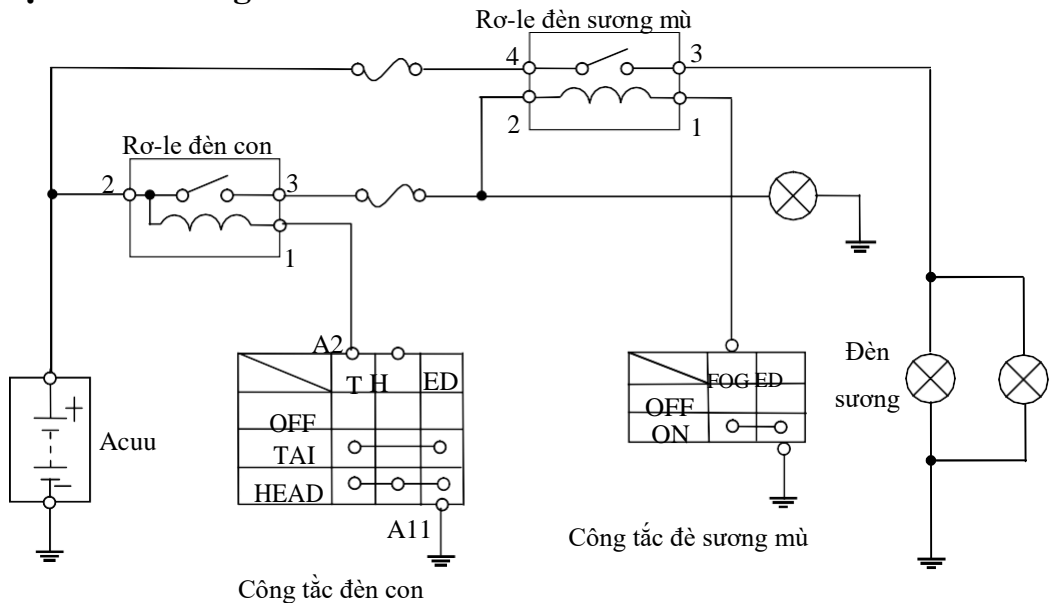 Rơ-le đèn sương mù
4
3
2
1
Rơ-le đèn con
2
3
1
A2
T H ED
OFF
TAI
HEAD
A11
Công tằc đèn con
FOG ED
OFF
ON
Công tắc đè sương mù
Đèn
sương
+
Acuu
−